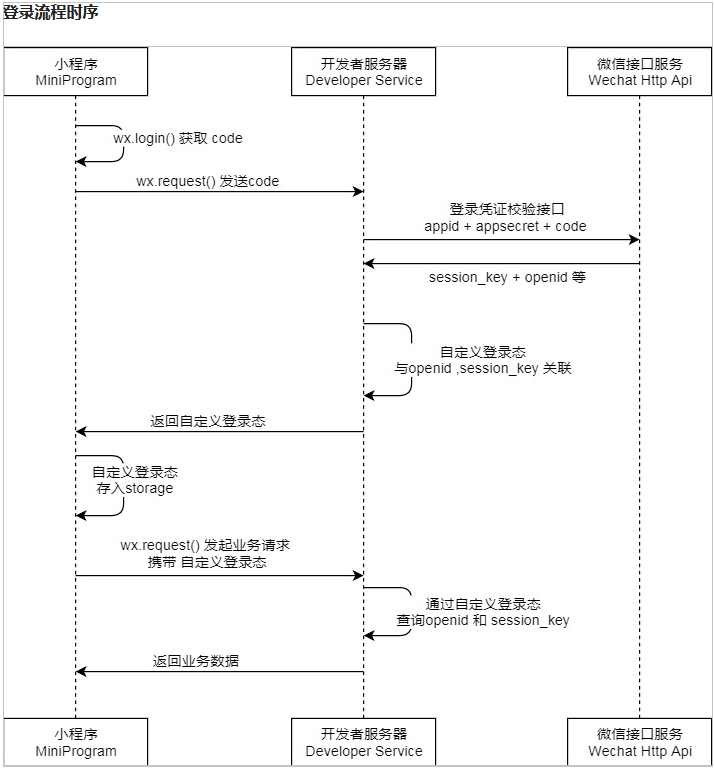 登录流程时序
小程序
MiniProgram
开发者服务器
Developer Service
微信接口服务
Wechat Http Api
wx.login() 获取 code
wx.request() 发送code
登录凭证校验接口
appid + appsecret + code
session_key + openid 等
自定义登录态
与openid ,session_key 关联
返回自定义登录态
自定义登录态
存入storage
wx.request() 发起业务请求
携带 自定义登录态
通过自定义登录态
查询openid 和 session_key
返回业务数据
小程序
MiniProgram
开发者服务器
Developer Service
微信接口服务
Wechat Http Api